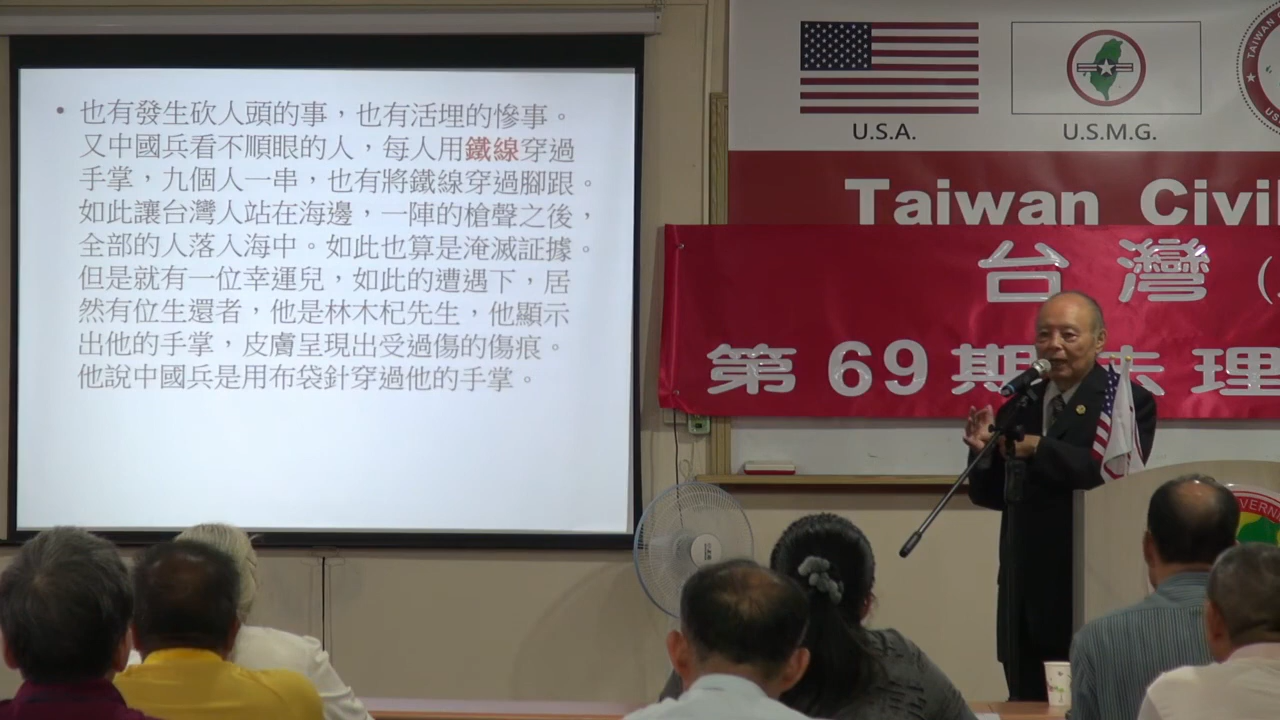 • 也有發生砍人頭的事，也有活埋的慘事。
又中國兵看不順眼的人，每人用鐵線穿過
手掌，九個人一串，也有將鐵線穿過腳跟。
如此讓台灣人站在海邊，一陣的槍聲之後，
全部的人落入海中。如此也算是淹滅証據。
但是就有一位幸運兒，如此的遭遇下，居
然有位生還者，他是林木杞先生，他顯示
出他的手掌，皮膚呈現出受過傷的傷痕。
他說中國兵是用布袋針穿過他的手掌。
U.S.A.
U.S.M.G.
TAIWAN
Taiwan Civil
台灣（
第69期法理